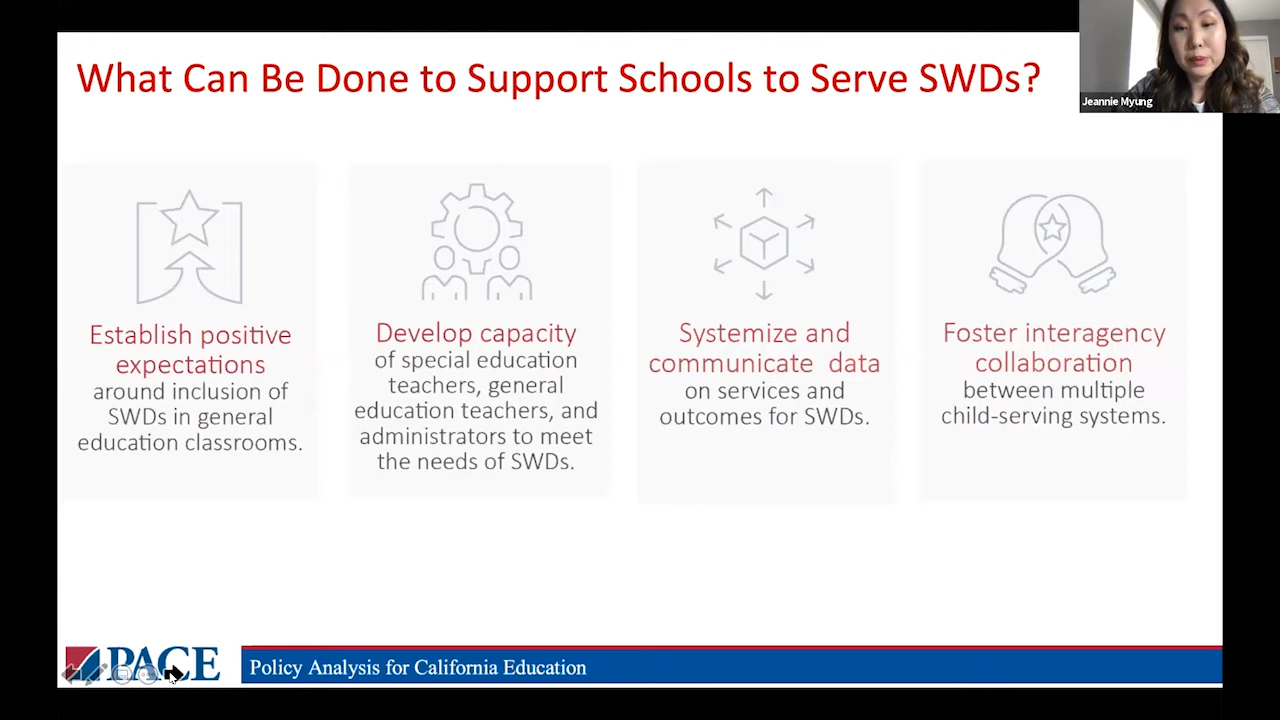 What Can Be Done to Support Schools to Serve SWDs?
Jeannie Myung
Establish positive
expectations
around inclusion of
SWDs in general
education classrooms.
Develop capacity
of special education
teachers, general
education teachers, and
administrators to meet
the needs of SWDs.
Systemize and
communicate data
on services and
outcomes for SWDs.
Foster interagency
collaboration
between multiple
child-serving systems.
PACE
Policy Analysis for California Education